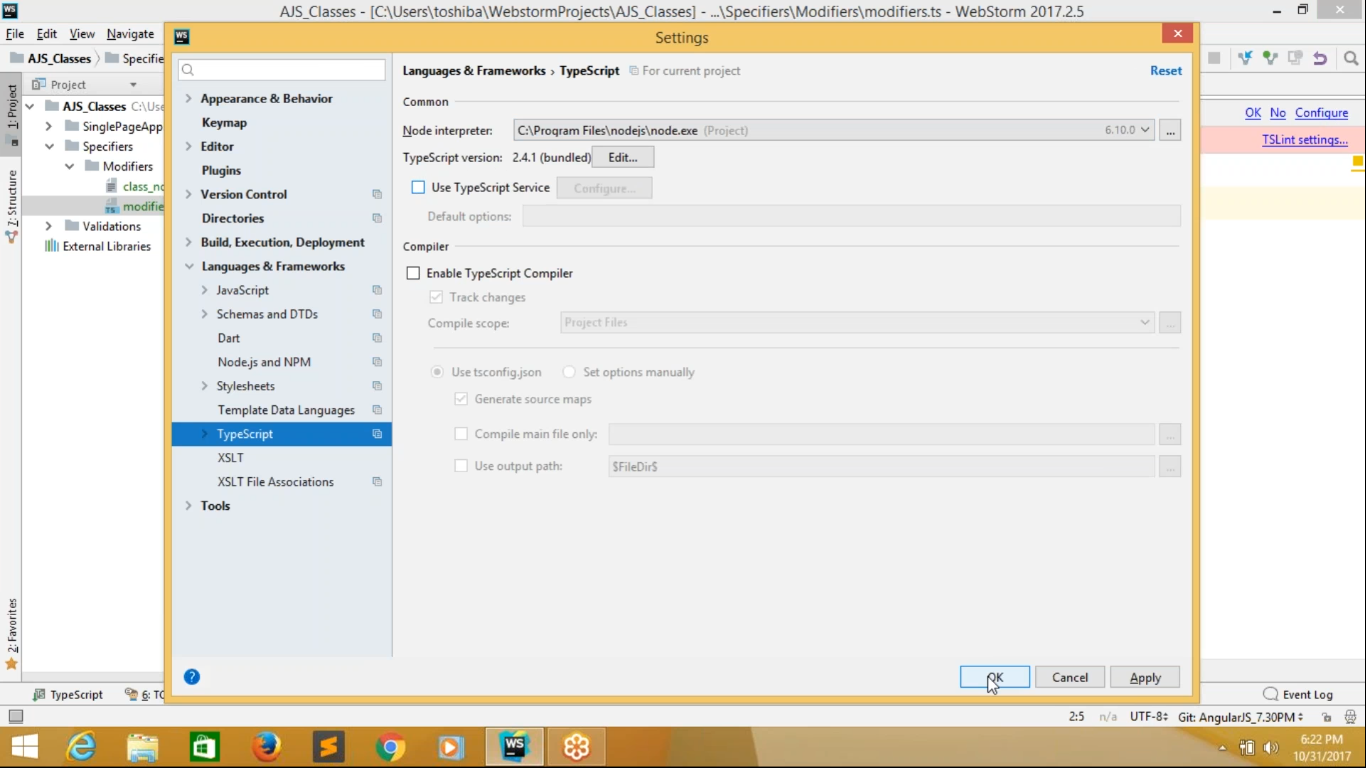 WS
AJS_Classes - [C:\Users\toshiba\WebstormProjects\AJS_Classes] - ...\Specifiers\Modifiers\modifiers.ts - WebStorm 2017.2.5
File Edit View Navigate
WS Settings
AJS_Classes Specifie
Project
Languages & Frameworks › TypeScript For current project Reset
Appearance & Behavior
Keymap
Editor
Plugins
Version Control
Directories
Build, Execution, Deployment
Languages & Frameworks
JavaScript
Schemas and DTDs
Dart
Node.js and NPM
Stylesheets
Template Data Languages
TypeScript
XSLT
XSLT File Associations
Tools
Common
Node interpreter: C:\Program Files\nodejs\node.exe (Project) 6.10.0 ...
TypeScript version: 2.4.1 (bundled) Edit...
Use TypeScript Service Configure...
Default options:
Compiler
Enable TypeScript Compiler
Track changes
Compile scope: Project Files ...
Use tsconfig.json Set options manually
Generate source maps
Compile main file only: ...
Use output path: $FileDir$ ...
? OK Cancel Apply
1: Project
Z: Structure
2: Favorites
AJS_Classes C:\Use
SinglePageApp
Specifiers
Modifiers
class_no
TS modifie
Validations
External Libraries
OK No Configure
TSLint settings...
TypeScript 6: TO Event Log
2:5 n/a UTF-8 Git: AngularJS_7.30PM
WS
6:22 PM
10/31/2017